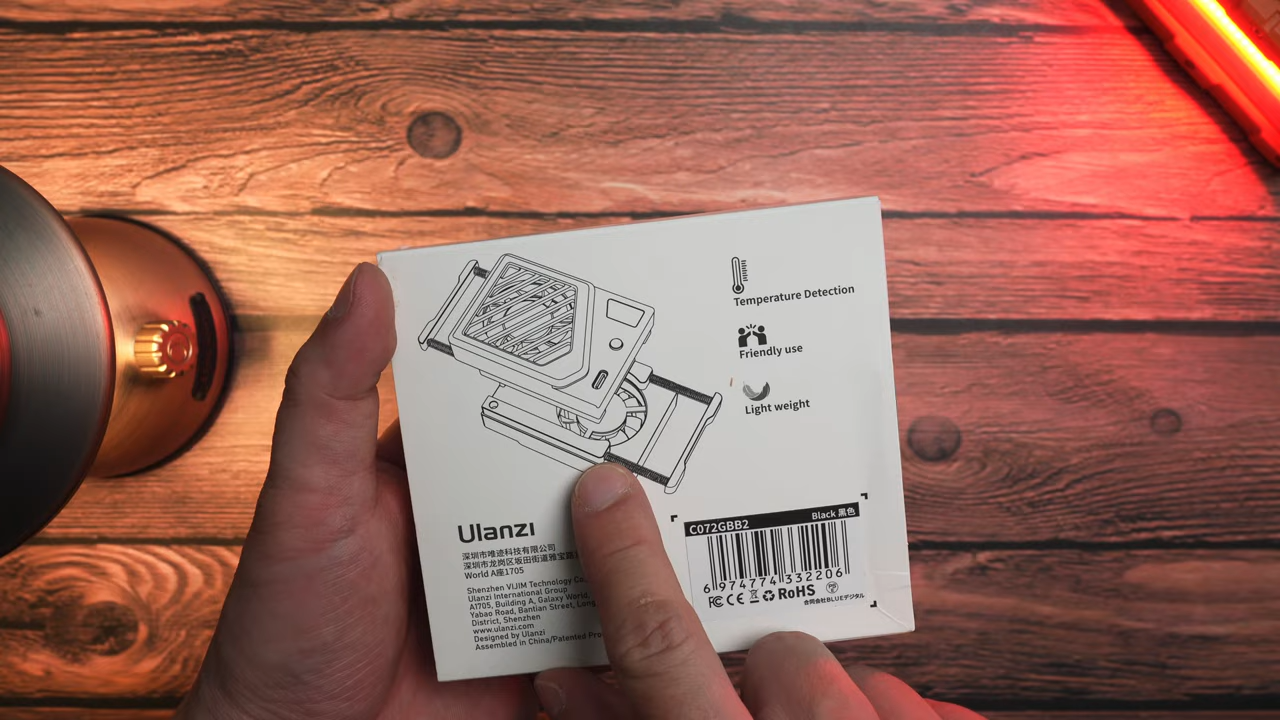 Temperature Detection
Friendly use
Light weight
Ulanzi
深圳市唯迹科技有限公司
深圳市龙岗区坂田街道雅宝路
World A座1705
Shenzhen VIJIM Technology Co.
Ulanzi International Group
A1705, Building A, Galaxy World,
Yabao Road, Bantian Street, Long
District, Shenzhen
www.ulanzi.com
Designed by Ulanzi
Assembled in China/Patented Pro
C072GBB2 Black 黑色
6 974774 332206
FC CE RoHS
合同会社BLUEデジタル